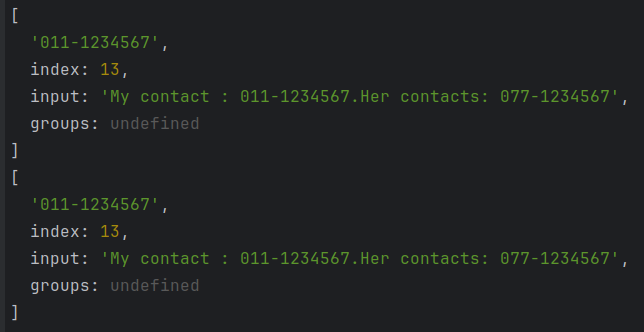 [
  '011-1234567',
  index: 13,
  input: 'My contact : 011-1234567.Her contacts: 077-1234567',
  groups: undefined
]
[
  '011-1234567',
  index: 13,
  input: 'My contact : 011-1234567.Her contacts: 077-1234567',
  groups: undefined
]